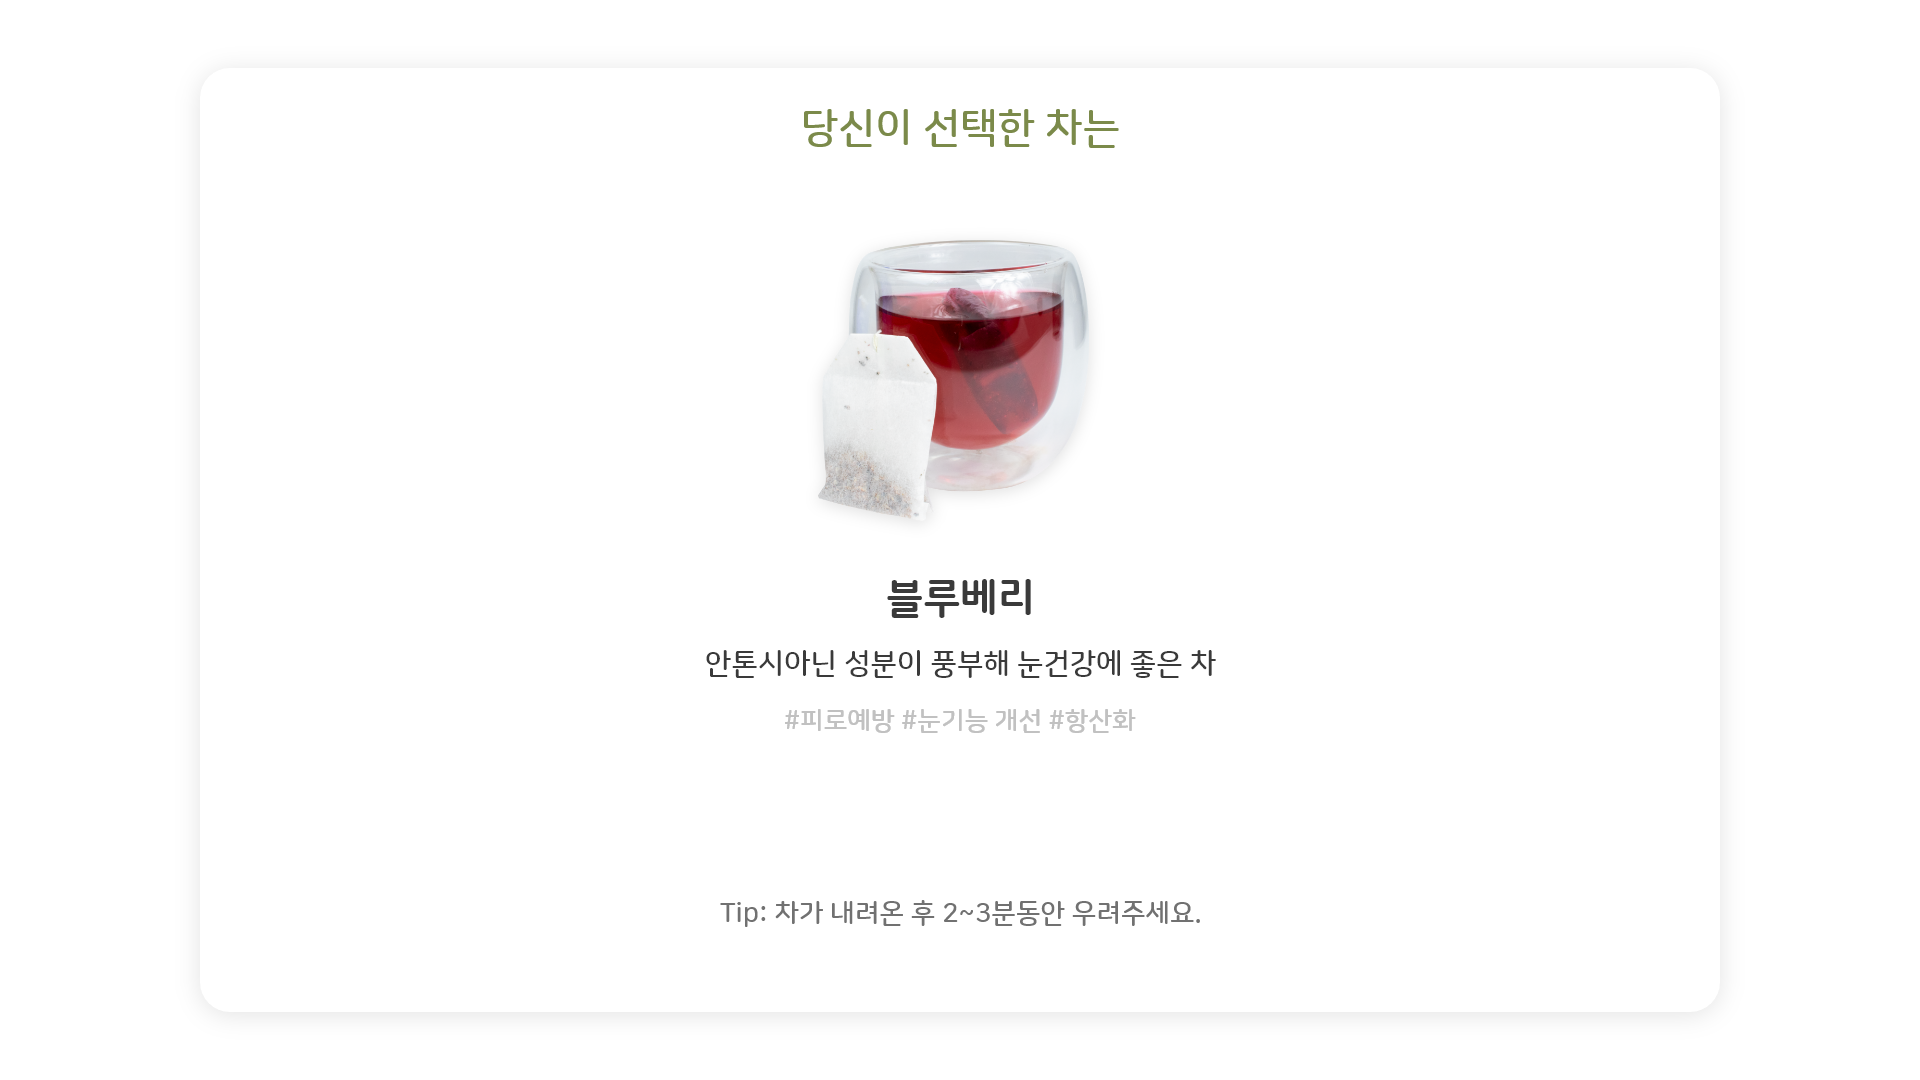 당신이 선택한 차는
블루베리
안톤시아닌 성분이 풍부해 눈건강에 좋은 차
#피로예방 #눈기능 개선 #항산화
Tip: 차가 내려온 후 2~3분동안 우려주세요.